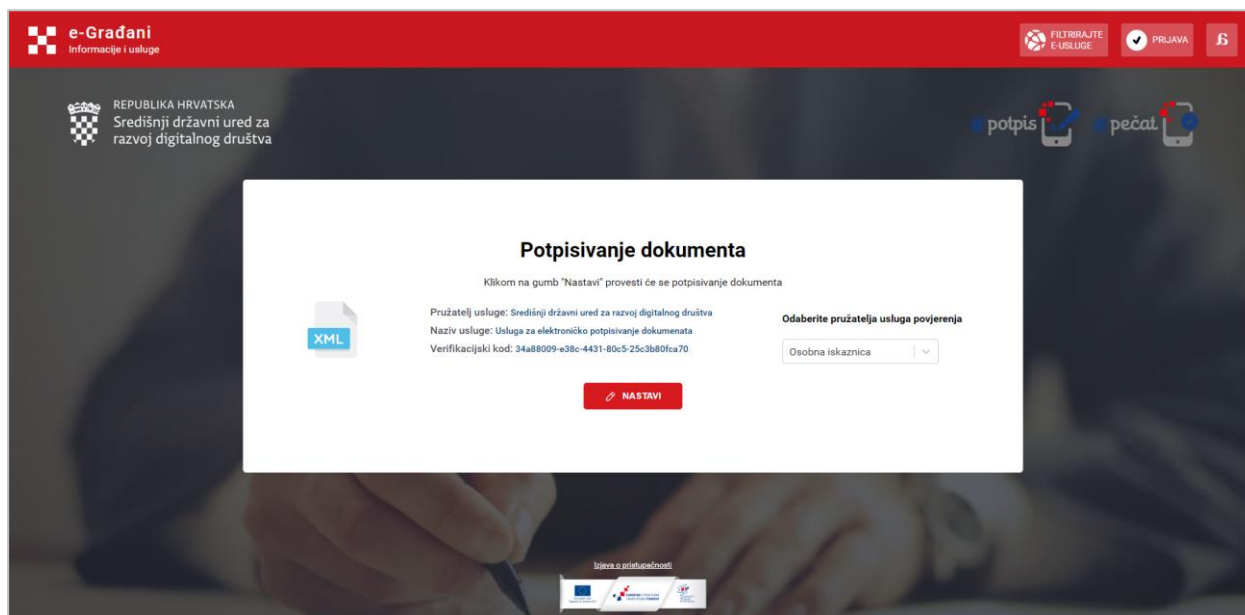 e-Građani
Informacije i usluge
FILTRIRAJTE
E-USLUGE
PRIJAVA
REPUBLIKA HRVATSKA
Središnji državni ured za
razvoj digitalnog društva
e potpis
e pečat
Potpisivanje dokumenta
Klikom na gumb "Nastavi" provesti će se potpisivanje dokumenta
XML
Pružatelj usluge: Središnji državni ured za razvoj digitalnog društva
Naziv usluge: Usluga za elektroničko potpisivanje dokumenata
Verifikacijski kod: 34a88009-e38c-4431-80c5-25c3b80fca70
Odaberite pružatelja usluga povjerenja
Osobna iskaznica
NASTAVI
Izjava o pristupačnosti